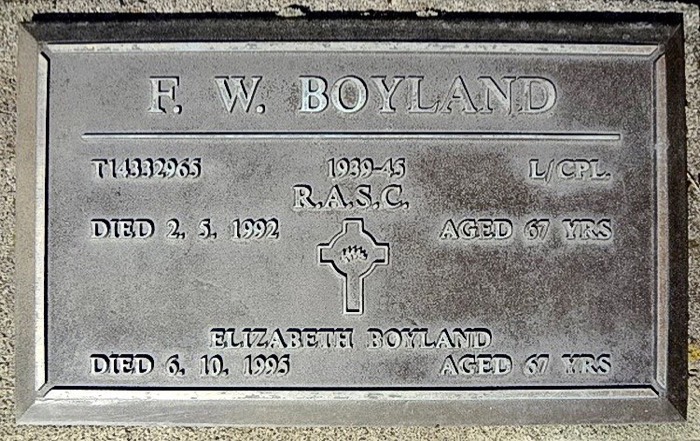 F. W. BOYLAND
T14332965 1939-45 L/CPL.
R.A.S.C.
DIED 2. 5. 1992 AGED 67 YRS
ELIZABETH BOYLAND
DIED 6. 10. 1995 AGED 67 YRS